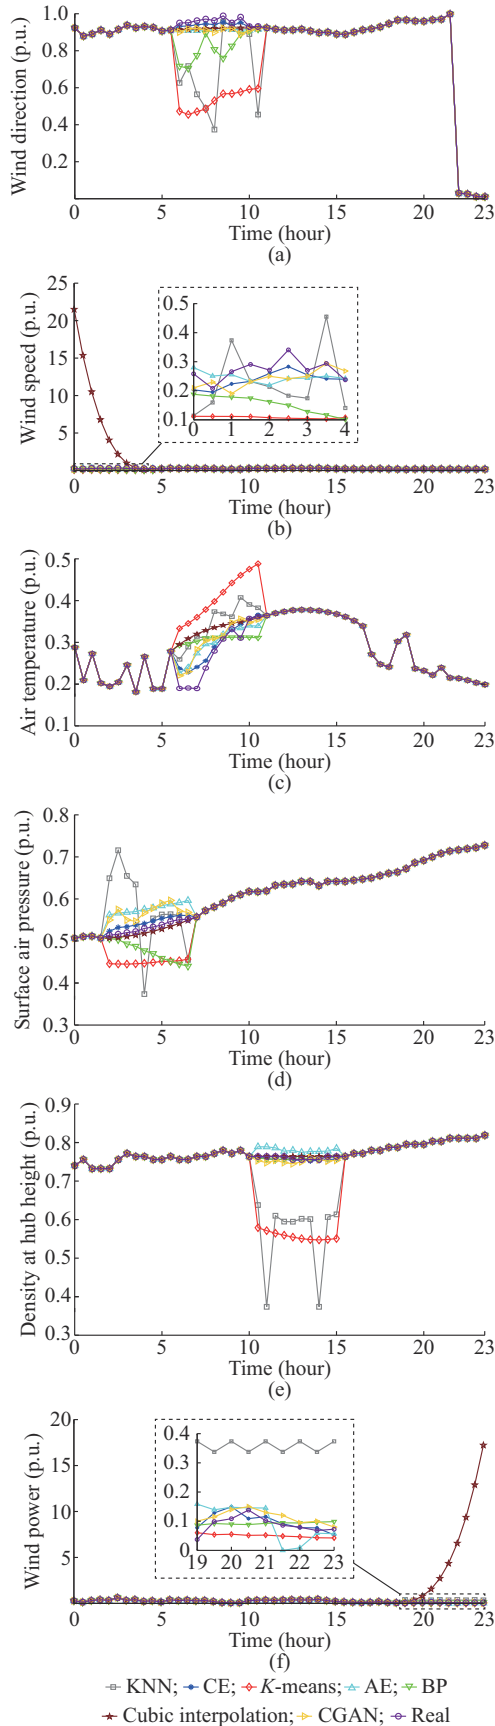 1.0
0.8
0.6
0.4
0.2
Wind direction (p.u.)
0 5 10 15 20 23
Time (hour)
(a)
25
20
15
10
5
Wind speed (p.u.)
0.5
0.4
0.3
0.2
0.1
0 1 2 3 4
0 5 10 15 20 23
Time (hour)
(b)
0.5
0.4
0.3
0.2
0.1
Air temperature (p.u.)
0 5 10 15 20 23
Time (hour)
(c)
0.8
0.7
0.6
0.5
0.4
0.3
Surface air pressure (p.u.)
0 5 10 15 20 23
Time (hour)
(d)
0.9
0.8
0.7
0.6
0.5
0.4
0.3
Density at hub height (p.u.)
0 5 10 15 20 23
Time (hour)
(e)
20
15
10
5
Wind power (p.u.)
0.4
0.3
0.2
0.1
0
19 20 21 22 23
0 5 10 15 20 23
Time (hour)
(f)
KNN; CE; K-means; AE; BP
Cubic interpolation; CGAN; Real